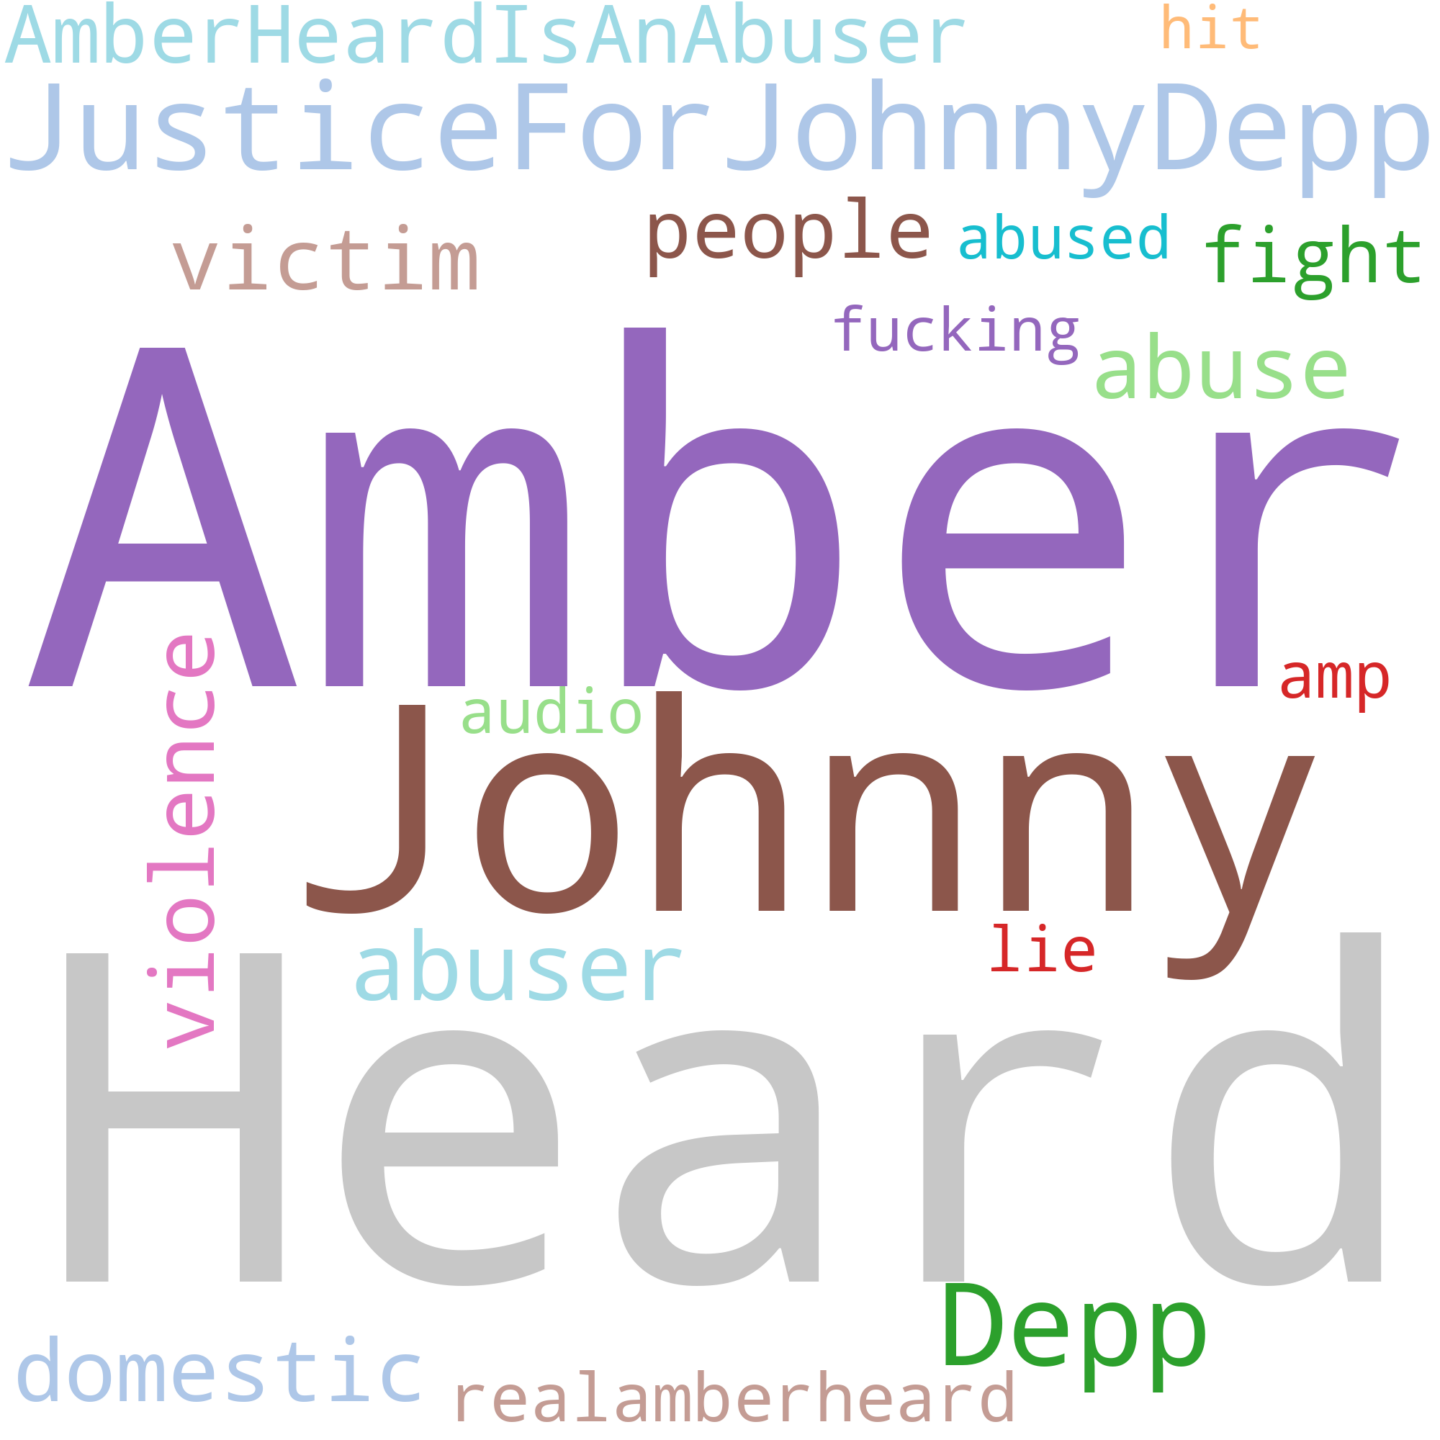 AmberHeardIsAnAbuser hit
JusticeForJohnnyDepp
victim people abused fight
fucking abuse
Amber
violence audio amp
Johnny
abuser lie
Heard
Depp
domestic realamberheard